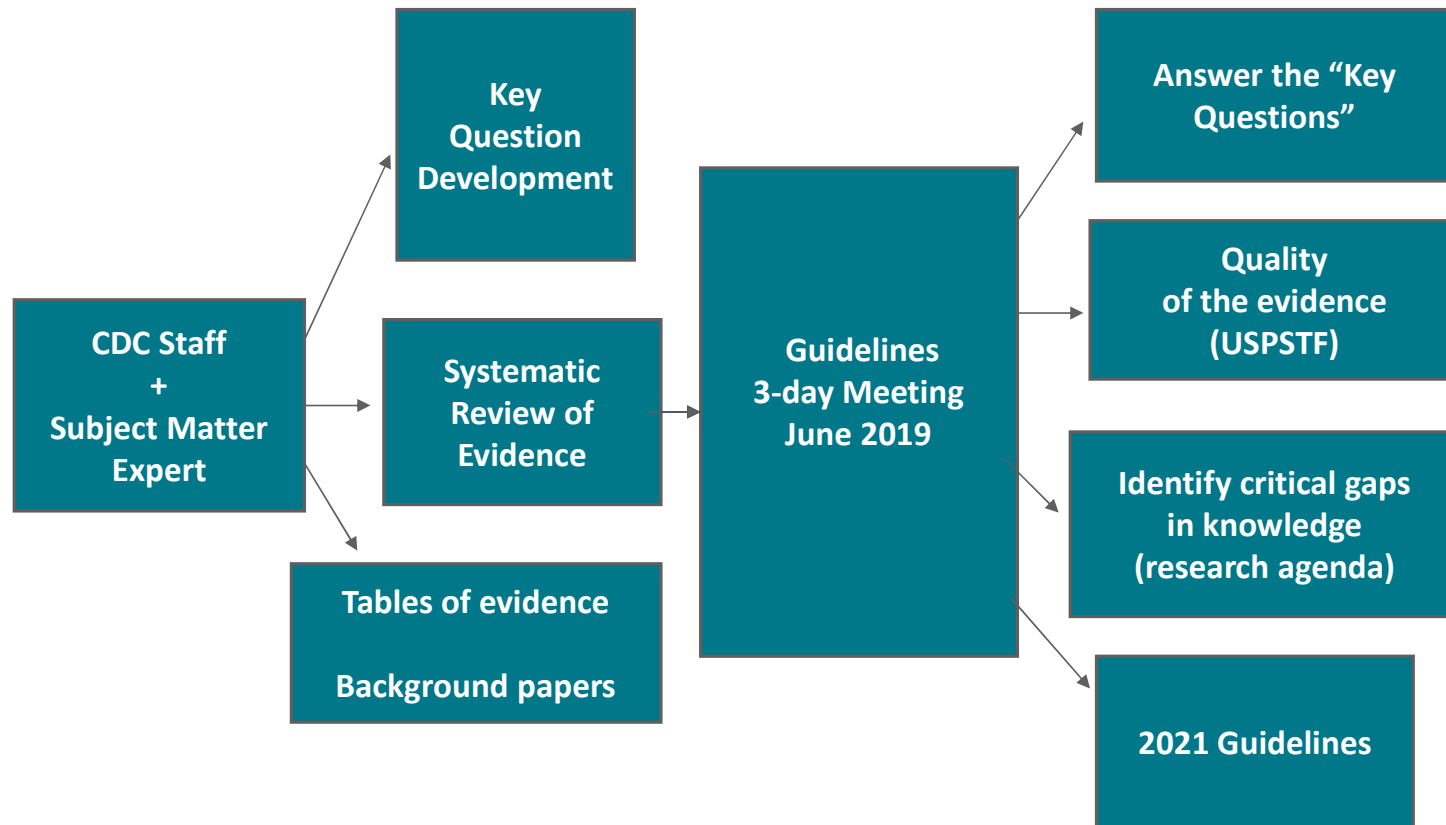 CDC Staff
+
Subject Matter
Expert
Key
Question
Development
Systematic
Review of
Evidence
Tables of evidence
Background papers
Guidelines
3-day Meeting
June 2019
Answer the “Key
Questions”
Quality
of the evidence
(USPSTF)
Identify critical gaps
in knowledge
(research agenda)
2021 Guidelines